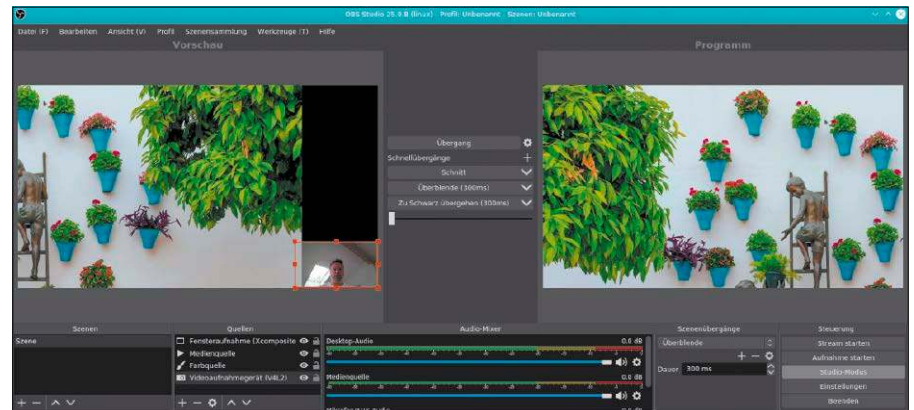 OBS Studio 25.0.8 (linux) - Profil: Unbenannt - Szenen: Unbenannt
Datei (F) Bearbeiten Ansicht (V) Profil Szenensammlung Werkzeuge (T) Hilfe
Vorschau
Programm
Übergang
Schnellübergänge
Schnitt
Überblende (300ms)
Zu Schwarz übergehen (300ms)
Szenen
Szene
Quellen
Fensteraufnahme (Xcomposite
Medienquelle
Farbquelle
Videoaufnahmegerät (V4L2)
Audio-Mixer
Desktop-Audio 0.0 dB
Medienquelle 0.0 dB
Szenenübergänge
Überblende
Dauer 300 ms
Steuerung
Stream starten
Aufnahme starten
Studio-Modus
Einstellungen
Beenden